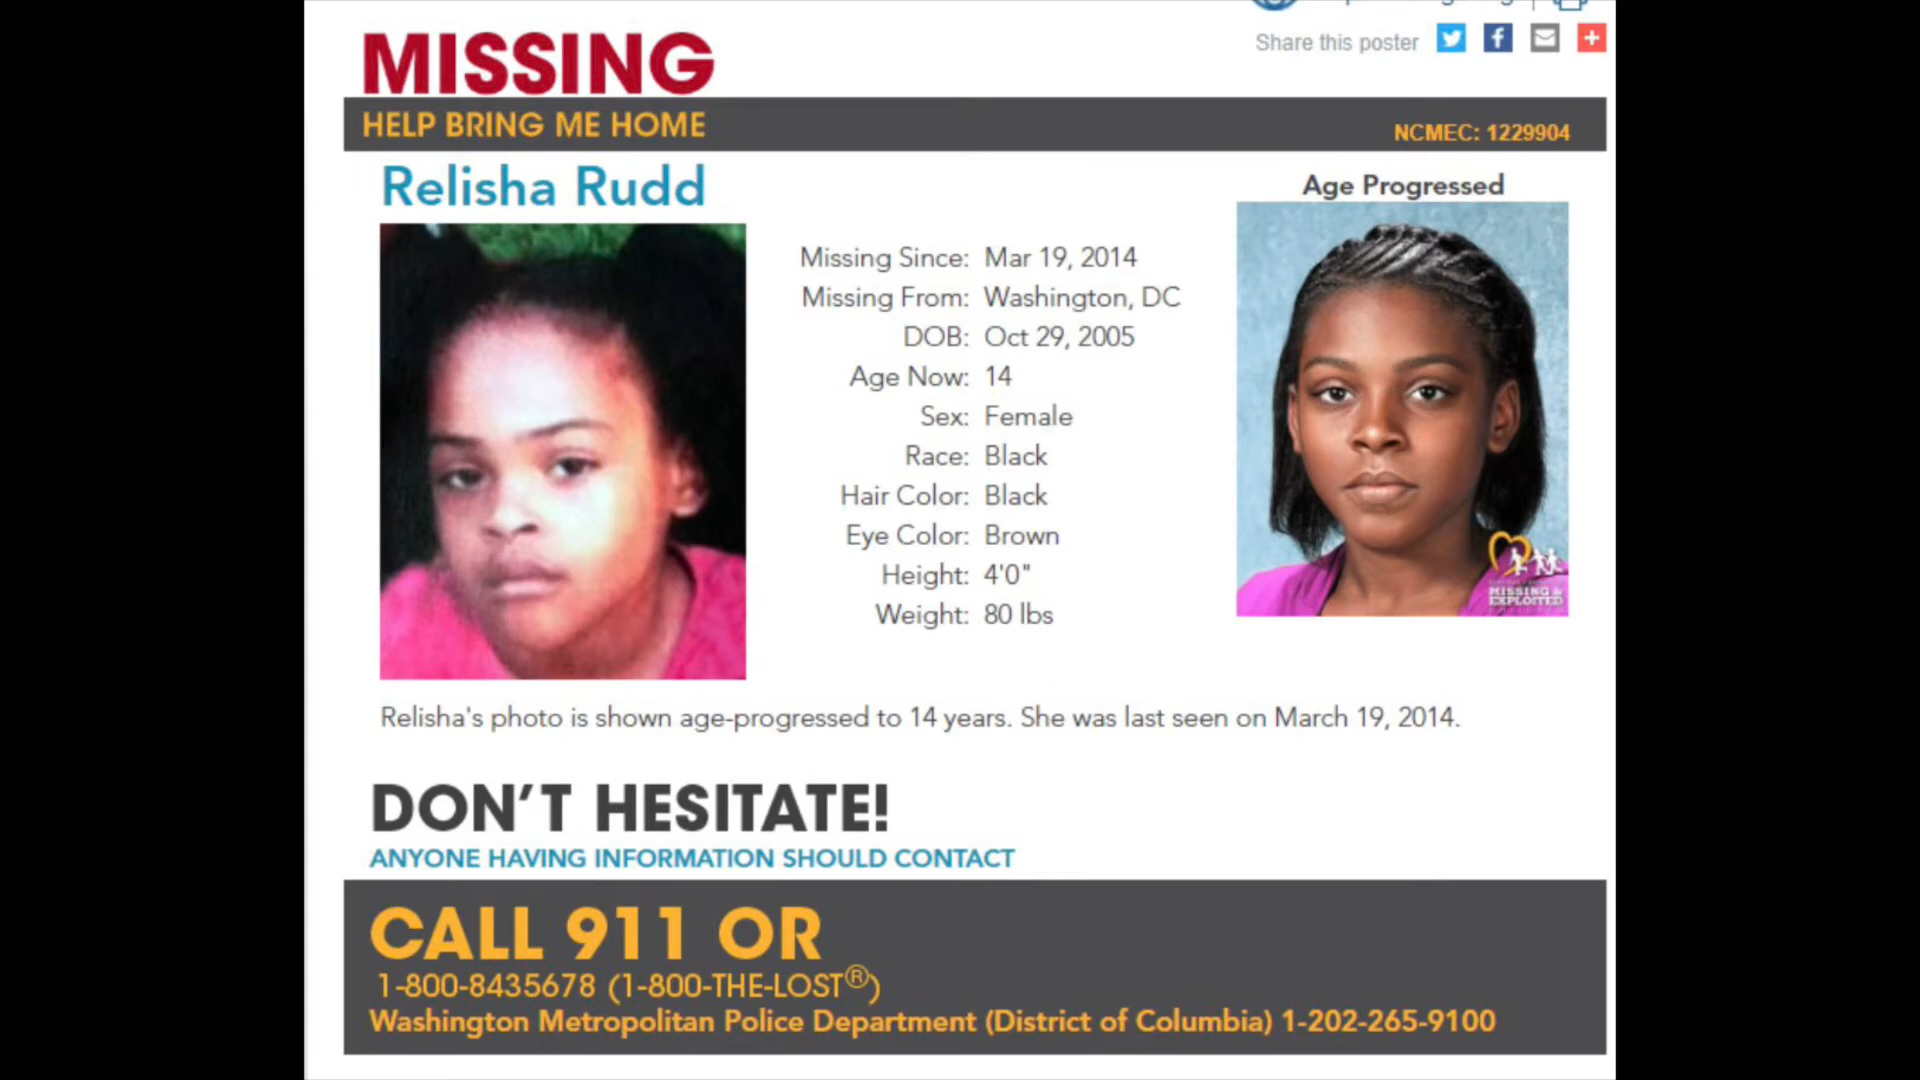 Share this poster
MISSING
HELP BRING ME HOME
NCMEC: 1229904
Relisha Rudd
Age Progressed
Missing Since: Mar 19, 2014
Missing From: Washington, DC
DOB: Oct 29, 2005
Age Now: 14
Sex: Female
Race: Black
Hair Color: Black
Eye Color: Brown
Height: 4'0"
Weight: 80 lbs
MISSING &
EXPLOITED
Relisha's photo is shown age-progressed to 14 years. She was last seen on March 19, 2014.
DON'T HESITATE!
ANYONE HAVING INFORMATION SHOULD CONTACT
CALL 911 OR
1-800-8435678 (1-800-THE-LOST®)
Washington Metropolitan Police Department (District of Columbia) 1-202-265-9100